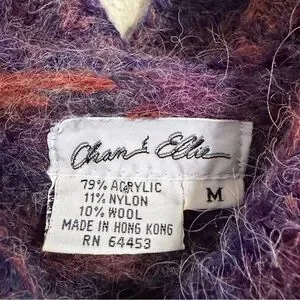 Chan & Ellie
79% ACRYLIC
11% NYLON
10% WOOL
MADE IN HONG KONG
RN 64453
M